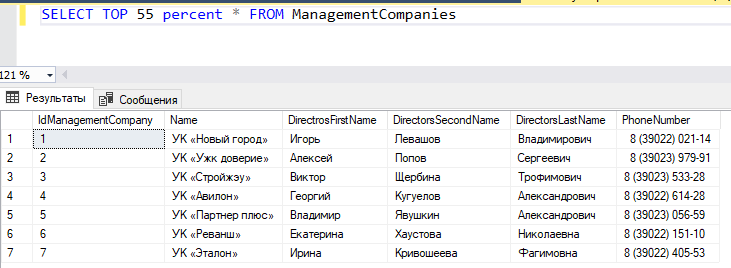 SELECT TOP 55 percent * FROM ManagementCompanies
121 %
Результаты Сообщения
IdManagementCompany Name DirectrosFirstName DirectorsSecondName DirectorsLastName PhoneNumber
1 1 УК «Новый город» Игорь Левашов Владимирович 8 (39022) 021-14
2 2 УК «Ужк доверие» Алексей Попов Сергеевич 8 (39023) 979-91
3 3 УК «Стройжэу» Виктор Щербина Трофимович 8 (39023) 533-28
4 4 УК «Авилон» Георгий Кугуелов Александрович 8 (39022) 614-28
5 5 УК «Партнер плюс» Владимир Явушкин Александрович 8 (39023) 056-59
6 6 УК «Реванш» Екатерина Хаустова Николаевна 8 (39022) 151-10
7 7 УК «Эталон» Ирина Кривошеева Фагимовна 8 (39022) 405-53